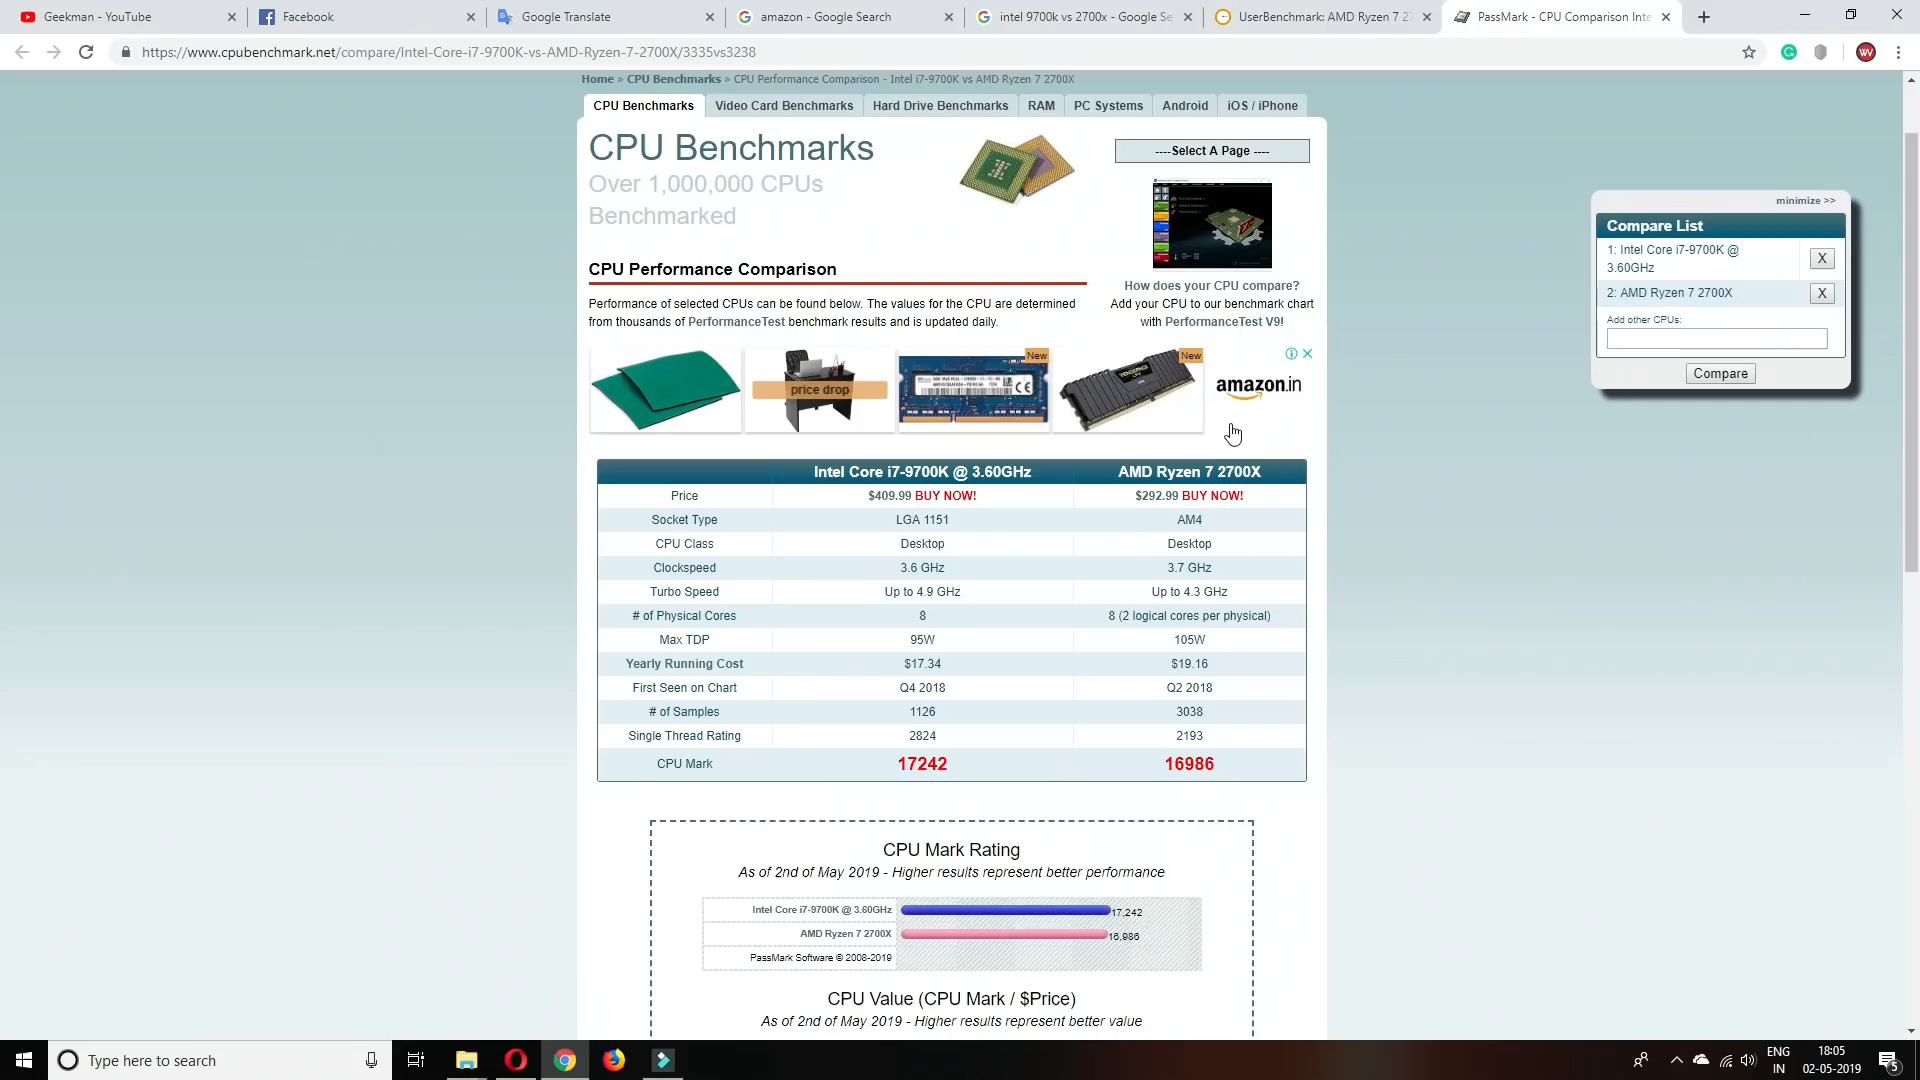 Geekman - YouTube
Facebook
Google Translate
amazon - Google Search
intel 9700k vs 2700x - Google Se
UserBenchmark: AMD Ryzen 7 2
PassMark - CPU Comparison Inte
https://www.cpubenchmark.net/compare/Intel-Core-i7-9700K-vs-AMD-Ryzen-7-2700X/3335vs3238
Home » CPU Benchmarks » CPU Performance Comparison - Intel i7-9700K vs AMD Ryzen 7 2700X
CPU Benchmarks Video Card Benchmarks Hard Drive Benchmarks RAM PC Systems Android iOS / iPhone
CPU Benchmarks
Over 1,000,000 CPUs
Benchmarked
----Select A Page ----
CPU Performance Comparison
Performance of selected CPUs can be found below. The values for the CPU are determined
from thousands of PerformanceTest benchmark results and is updated daily.
How does your CPU compare?
Add your CPU to our benchmark chart
with PerformanceTest V9!
minimize >>
Compare List
1: Intel Core i7-9700K @
3.60GHz
X
2: AMD Ryzen 7 2700X
X
Add other CPUs:
Compare
price drop
New
New
amazon.in
Intel Core i7-9700K @ 3.60GHz AMD Ryzen 7 2700X
Price $409.99 BUY NOW! $292.99 BUY NOW!
Socket Type LGA 1151 AM4
CPU Class Desktop Desktop
Clockspeed 3.6 GHz 3.7 GHz
Turbo Speed Up to 4.9 GHz Up to 4.3 GHz
# of Physical Cores 8 8 (2 logical cores per physical)
Max TDP 95W 105W
Yearly Running Cost $17.34 $19.16
First Seen on Chart Q4 2018 Q2 2018
# of Samples 1126 3038
Single Thread Rating 2824 2193
CPU Mark 17242 16986
CPU Mark Rating
As of 2nd of May 2019 - Higher results represent better performance
Intel Core i7-9700K @ 3.60GHz 17,242
AMD Ryzen 7 2700X 16,986
PassMark Software © 2008-2019
CPU Value (CPU Mark / $Price)
As of 2nd of May 2019 - Higher results represent better value
Type here to search
ENG
IN
18:05
02-05-2019
5